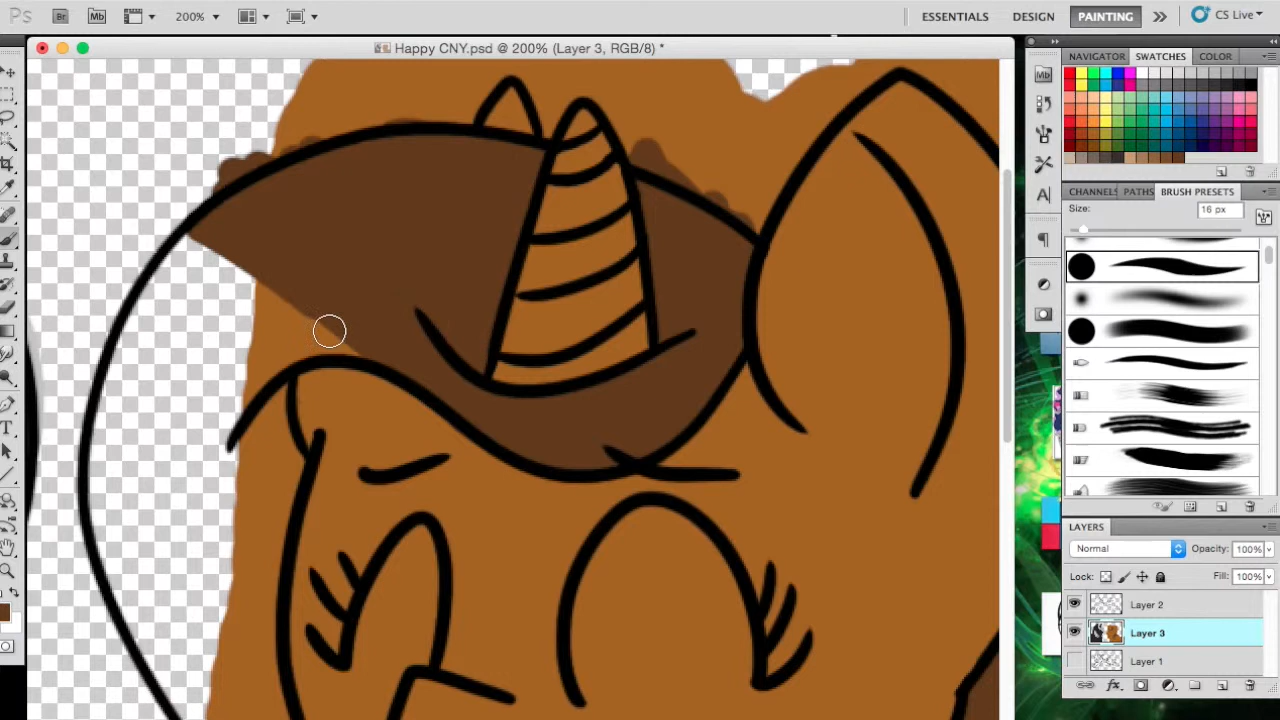 Ps Br Mb 200% ESSENTIALS DESIGN PAINTING CS Live
Happy CNY.psd @ 200% (Layer 3, RGB/8) *
NAVIGATOR SWATCHES COLOR
Mb
A
CHANNELS PATHS BRUSH PRESETS
Size: 16 px
LAYERS
Normal Opacity: 100%
Lock: Fill: 100%
Layer 2
Layer 3
Layer 1
fx